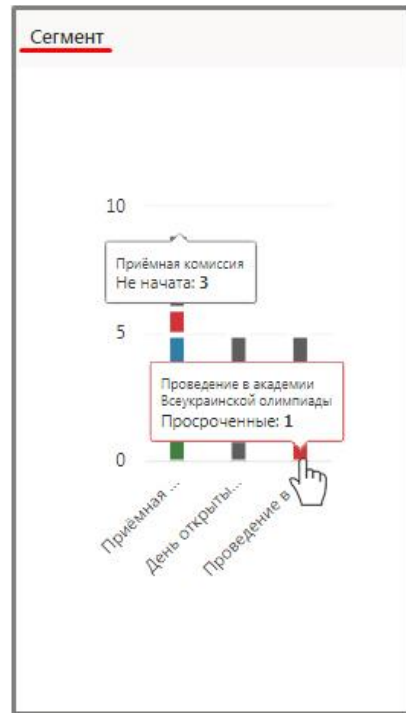 Сегмент
10
Приёмная комиссия
Не начата: 3
5
Проведение в академии
Всеукраинской олимпиады
Просроченные: 1
0
Приёмная ...
День открыты...
Проведение в